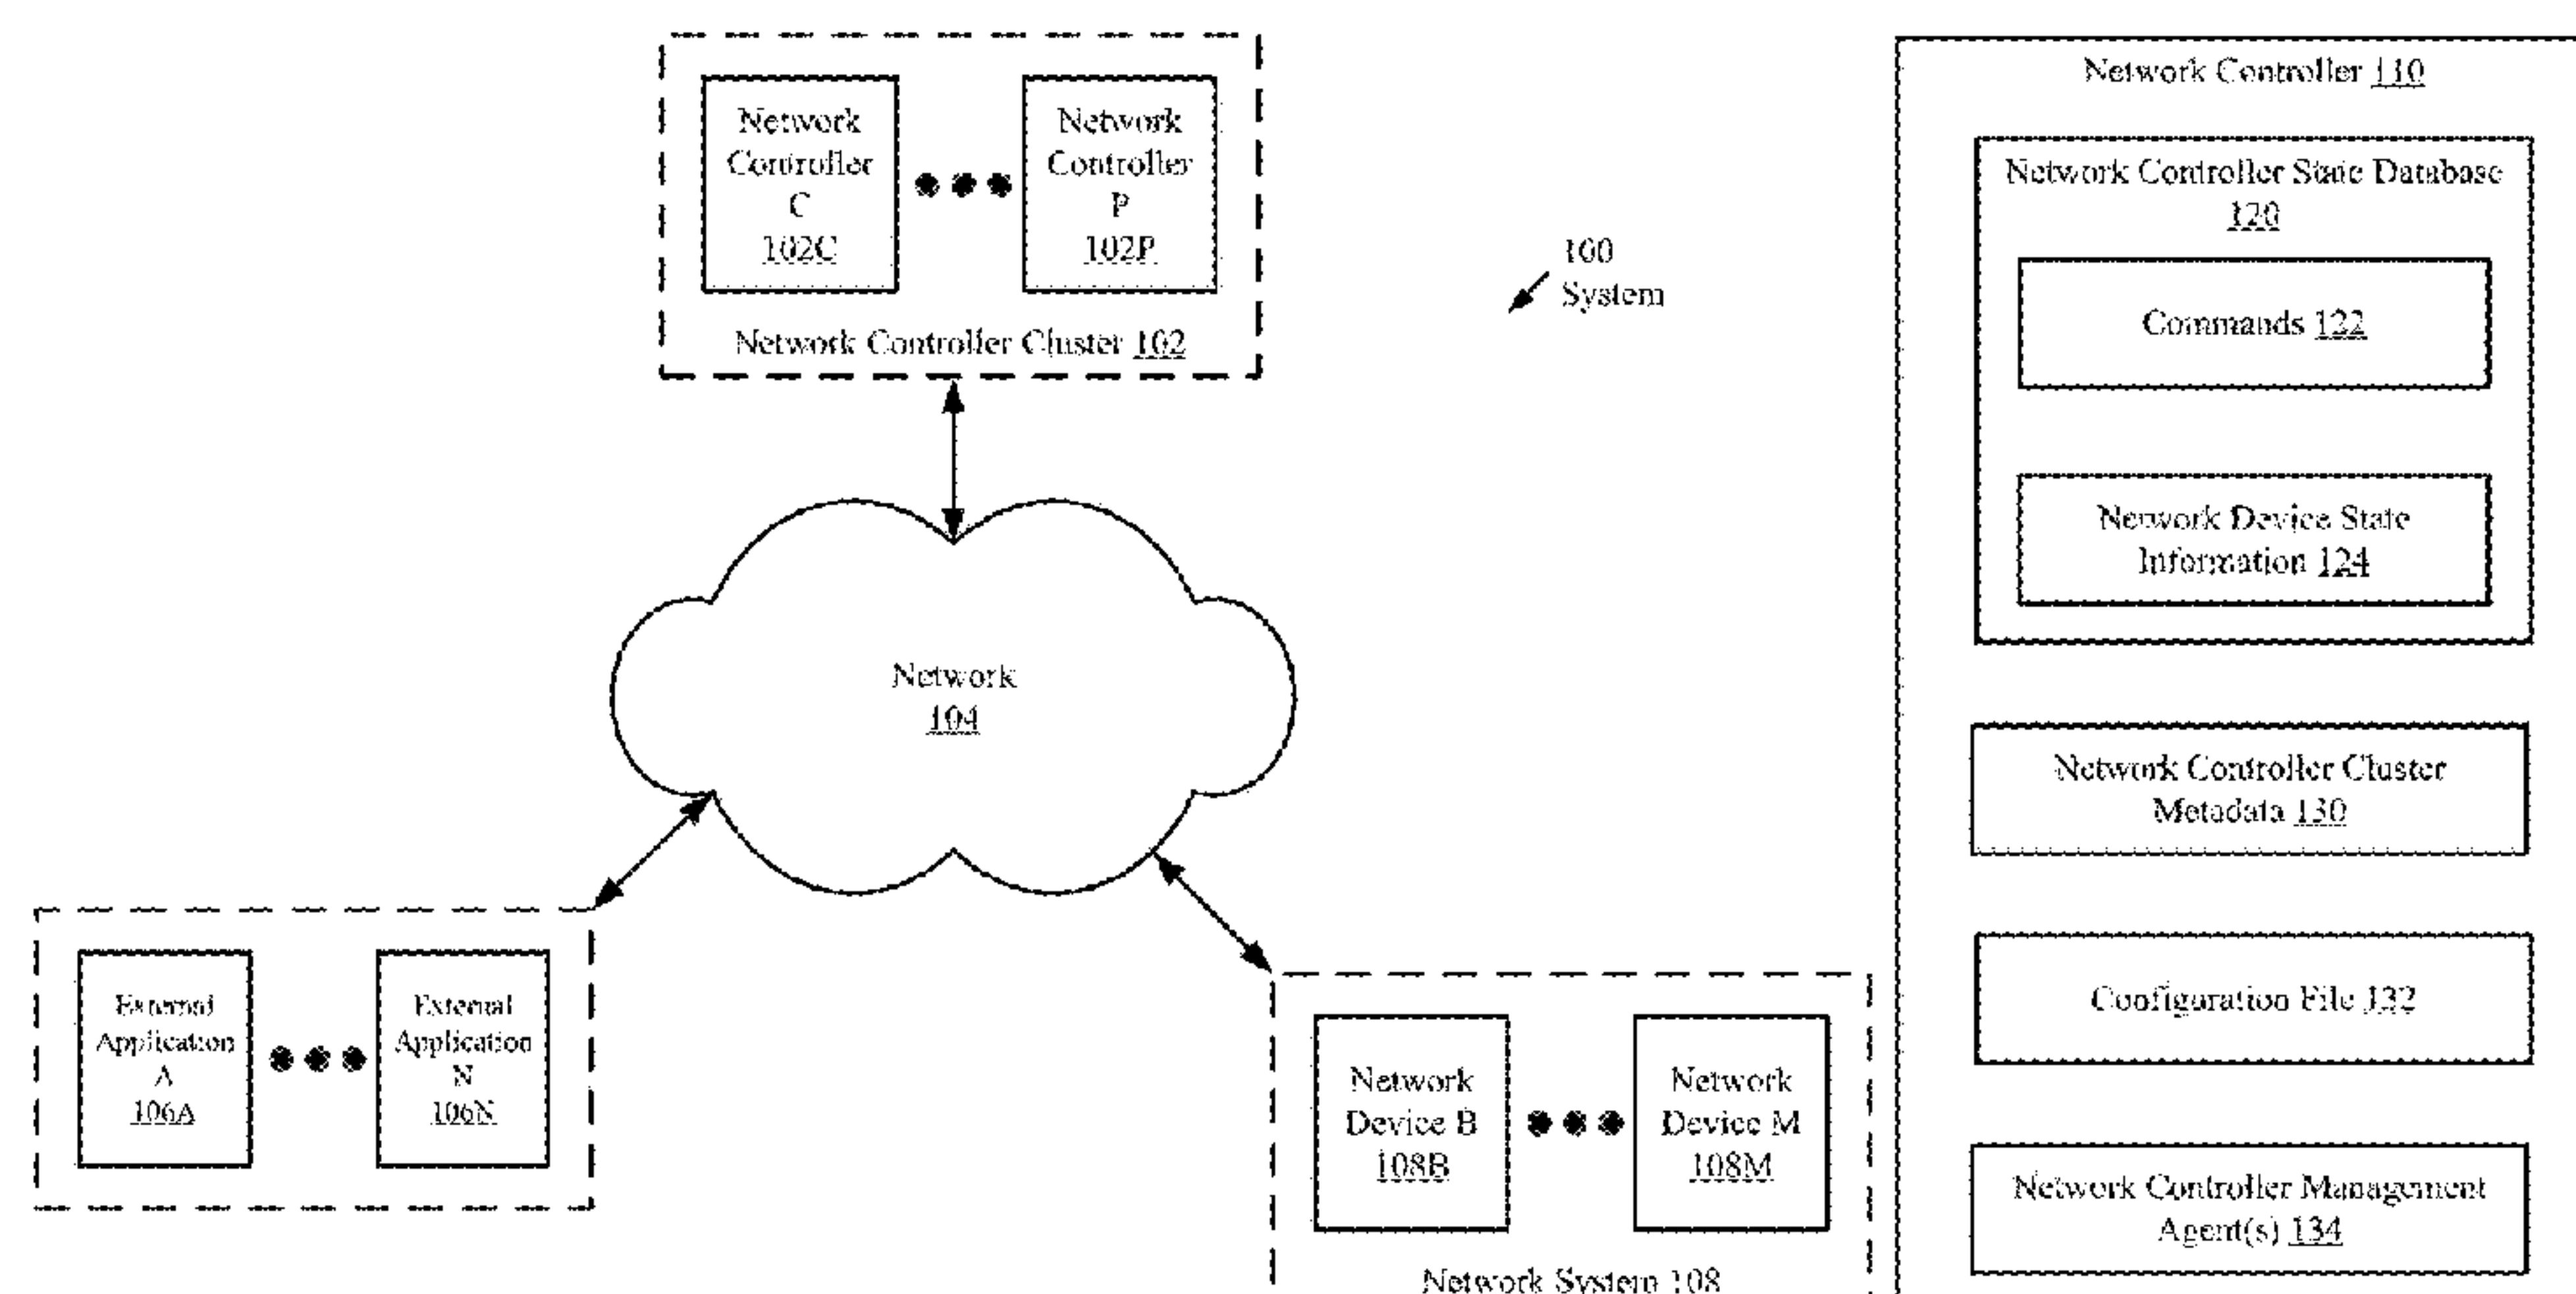 Network
Controller
C
102C
Network
Controller
P
102P
Network Controller Cluster 102
100
System
Network
104
External
Application
A
106A
External
Application
N
106N
Network
Device B
108B
Network
Device M
108M
Network System 108
Network Controller 110
Network Controller State Database
120
Commands 122
Network Device State
Information 124
Network Controller Cluster
Metadata 130
Configuration File 132
Network Controller Management
Agent(s) 134